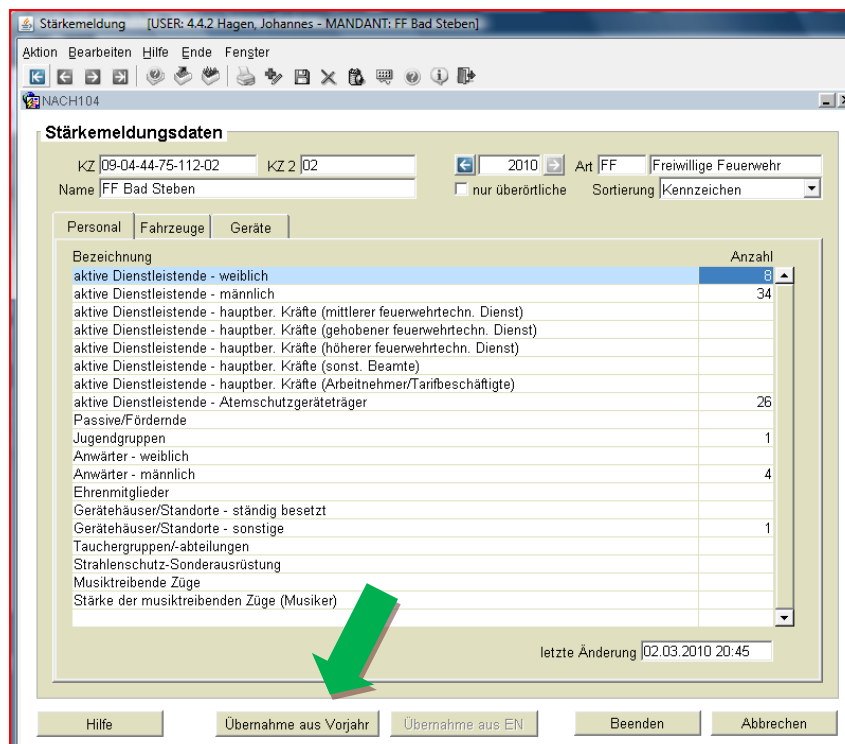 Stärkemeldung [USER: 4.4.2 Hagen, Johannes - MANDANT: FF Bad Steben]
Aktion Bearbeiten Hilfe Ende Fenster
NACH104
Stärkemeldungsdaten
KZ 09-04-44-75-112-02 KZ 2 02 2010 Art FF Freiwillige Feuerwehr
Name FF Bad Steben nur überörtliche Sortierung Kennzeichen
Personal Fahrzeuge Geräte
Bezeichnung Anzahl
aktive Dienstleistende - weiblich 8
aktive Dienstleistende - männlich 34
aktive Dienstleistende - hauptber. Kräfte (mittlerer feuerwehrtechn. Dienst)
aktive Dienstleistende - hauptber. Kräfte (gehobener feuerwehrtechn. Dienst)
aktive Dienstleistende - hauptber. Kräfte (höherer feuerwehrtechn. Dienst)
aktive Dienstleistende - hauptber. Kräfte (sonst. Beamte)
aktive Dienstleistende - hauptber. Kräfte (Arbeitnehmer/Tarifbeschäftigte)
aktive Dienstleistende - Atemschutzgeräteträger 26
Passive/Fördernde
Jugendgruppen 1
Anwärter - weiblich
Anwärter - männlich 4
Ehrenmitglieder
Gerätehäuser/Standorte - ständig besetzt
Gerätehäuser/Standorte - sonstige 1
Tauchergruppen/-abteilungen
Strahlenschutz-Sonderausrüstung
Musiktreibende Züge
Stärke der musiktreibenden Züge (Musiker)
letzte Änderung 02.03.2010 20:45
Hilfe Übernahme aus Vorjahr Übernahme aus EN Beenden Abbrechen